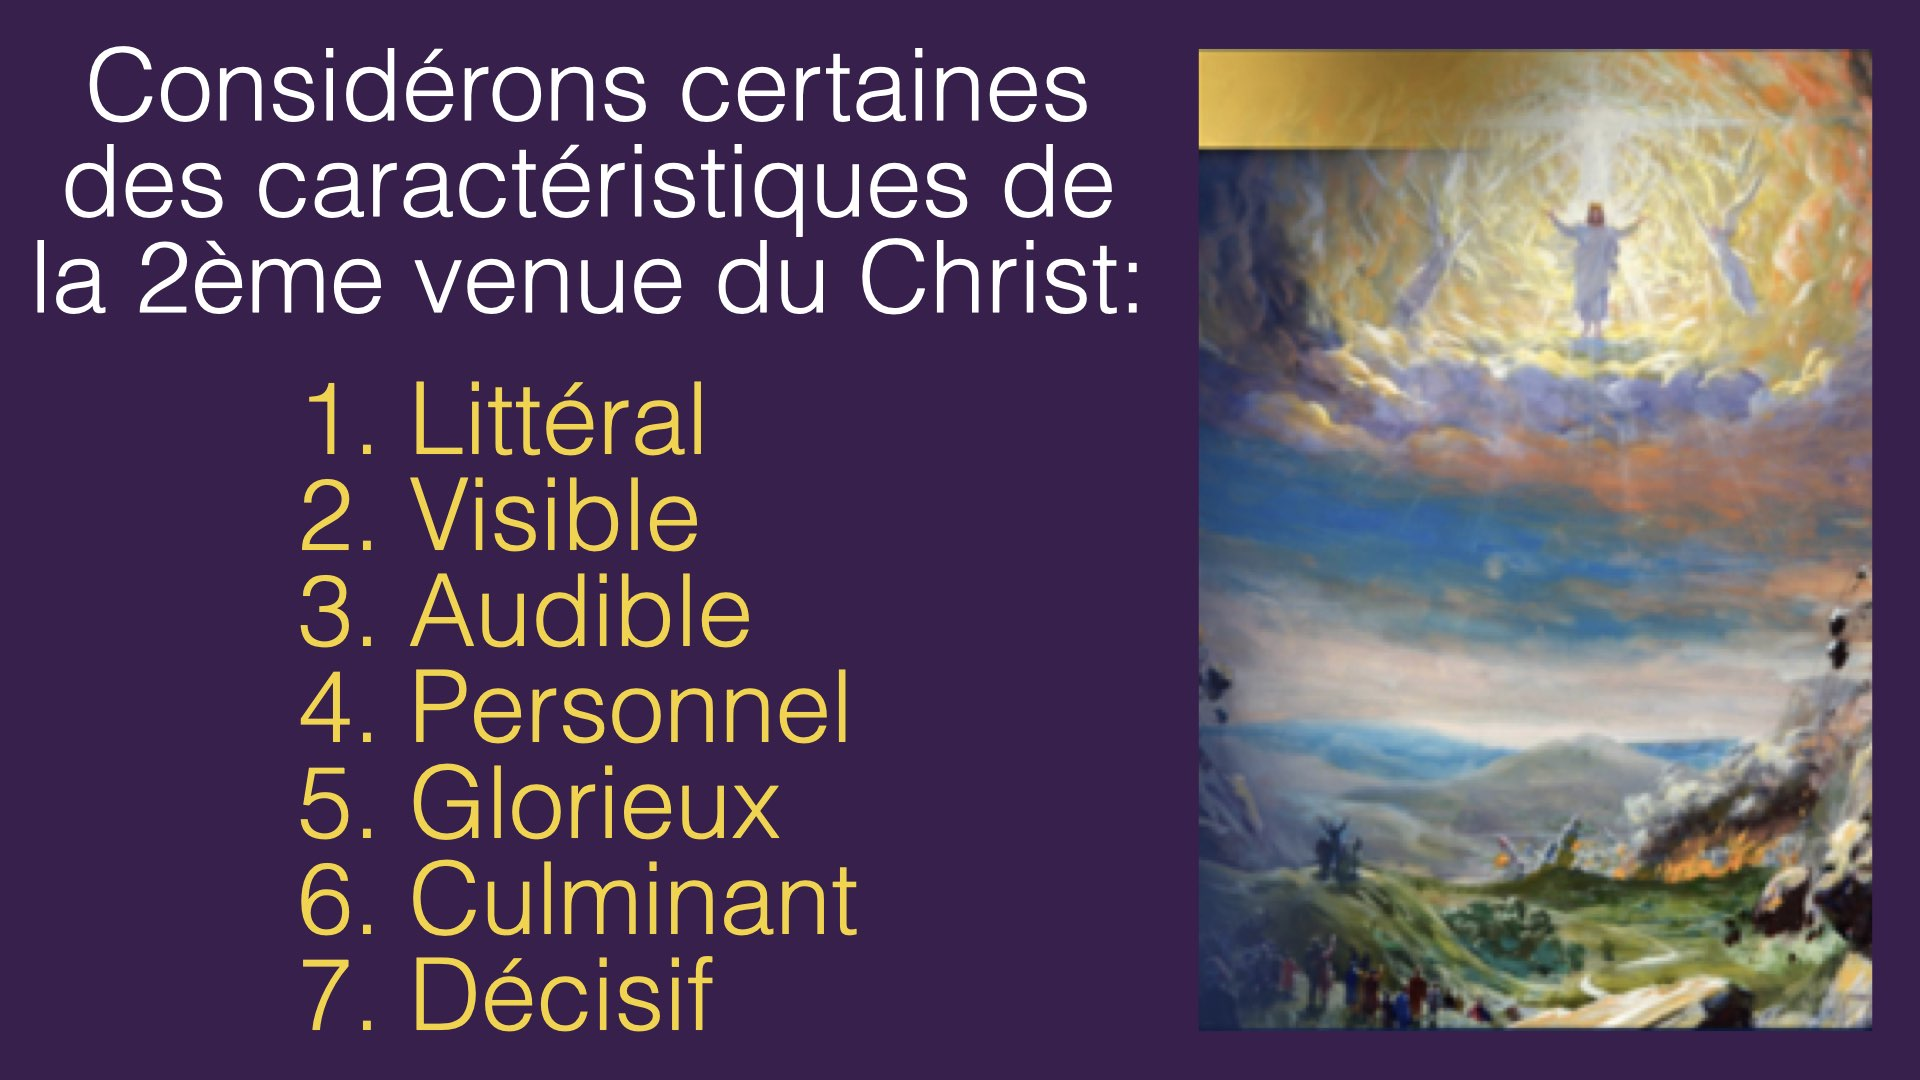 Considérons certaines
des caractéristiques de
la 2ème venue du Christ:
1. Littéral
2. Visible
3. Audible
4. Personnel
5. Glorieux
6. Culminant
7. Décisif